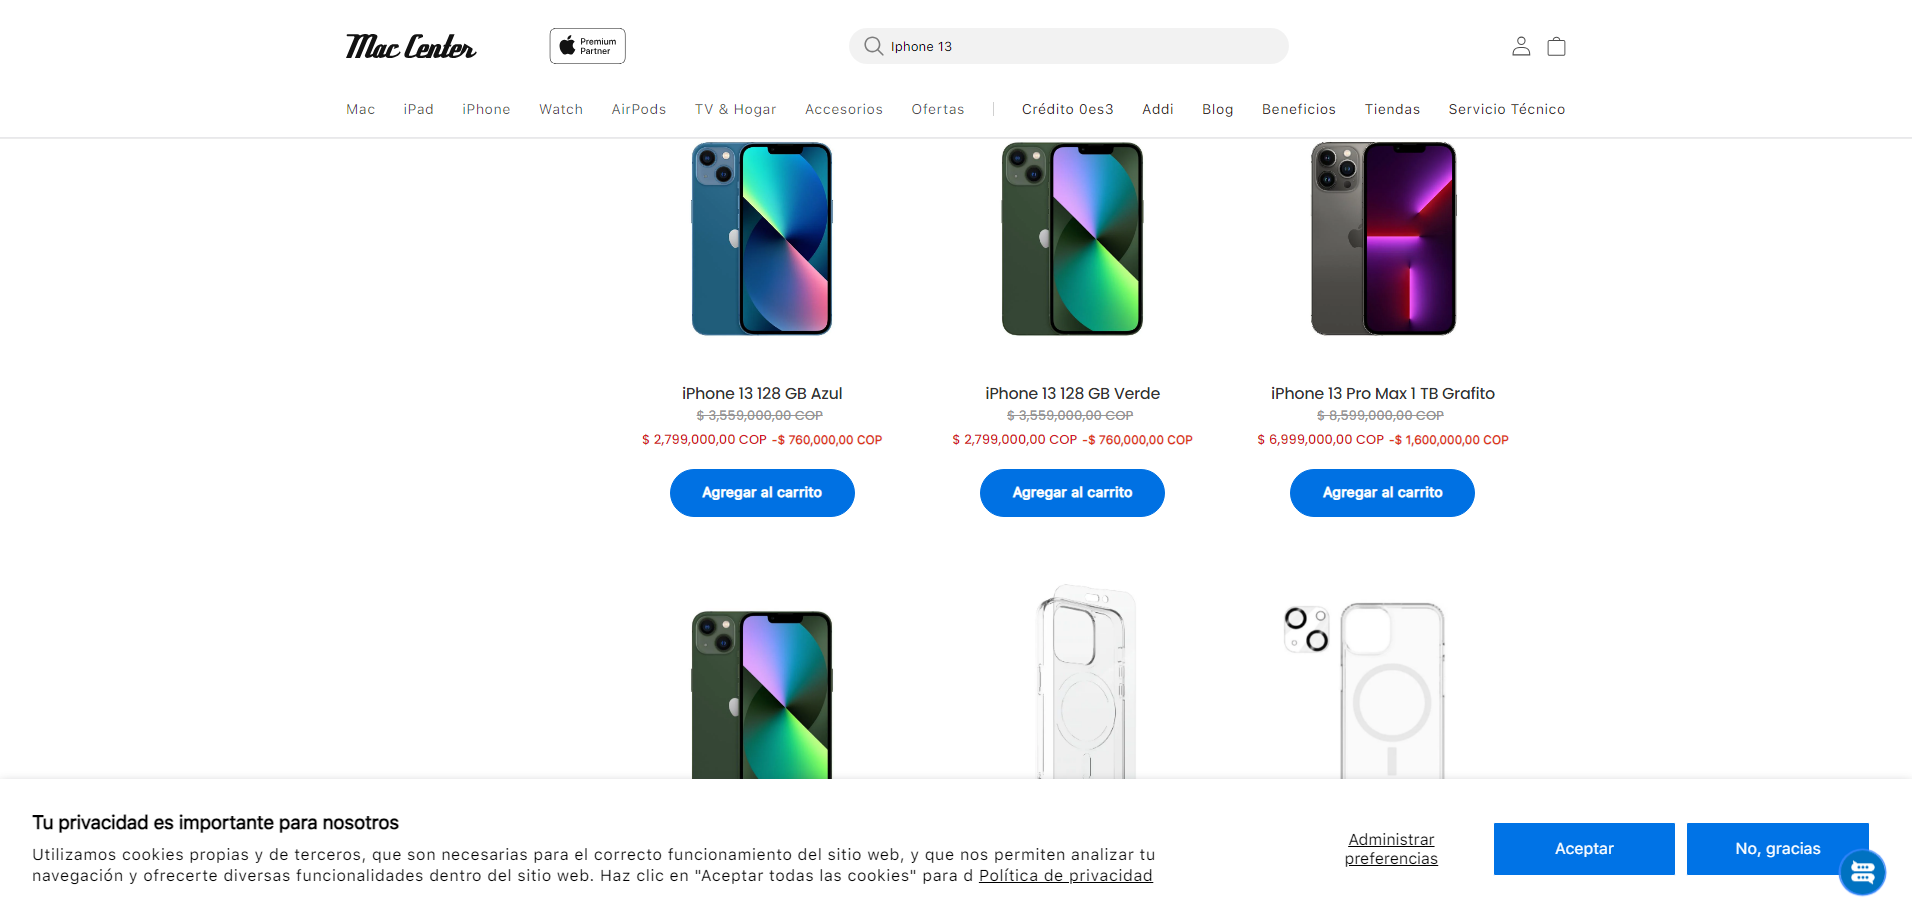 Mac Center
Premium
Partner
Iphone 13
Mac iPad iPhone Watch AirPods TV & Hogar Accesorios Ofertas Crédito 0es3 Addi Blog Beneficios Tiendas Servicio Técnico
iPhone 13 128 GB Azul
$ 3,559,000,00 COP
$ 2,799,000,00 COP -$ 760,000,00 COP
Agregar al carrito
iPhone 13 128 GB Verde
$ 3,559,000,00 COP
$ 2,799,000,00 COP -$ 760,000,00 COP
Agregar al carrito
iPhone 13 Pro Max 1 TB Grafito
$ 8,599,000,00 COP
$ 6,999,000,00 COP -$ 1,600,000,00 COP
Agregar al carrito
Tu privacidad es importante para nosotros
Utilizamos cookies propias y de terceros, que son necesarias para el correcto funcionamiento del sitio web, y que nos permiten analizar tu
navegación y ofrecerte diversas funcionalidades dentro del sitio web. Haz clic en "Aceptar todas las cookies" para d Política de privacidad
Administrar
preferencias
Aceptar
No, gracias